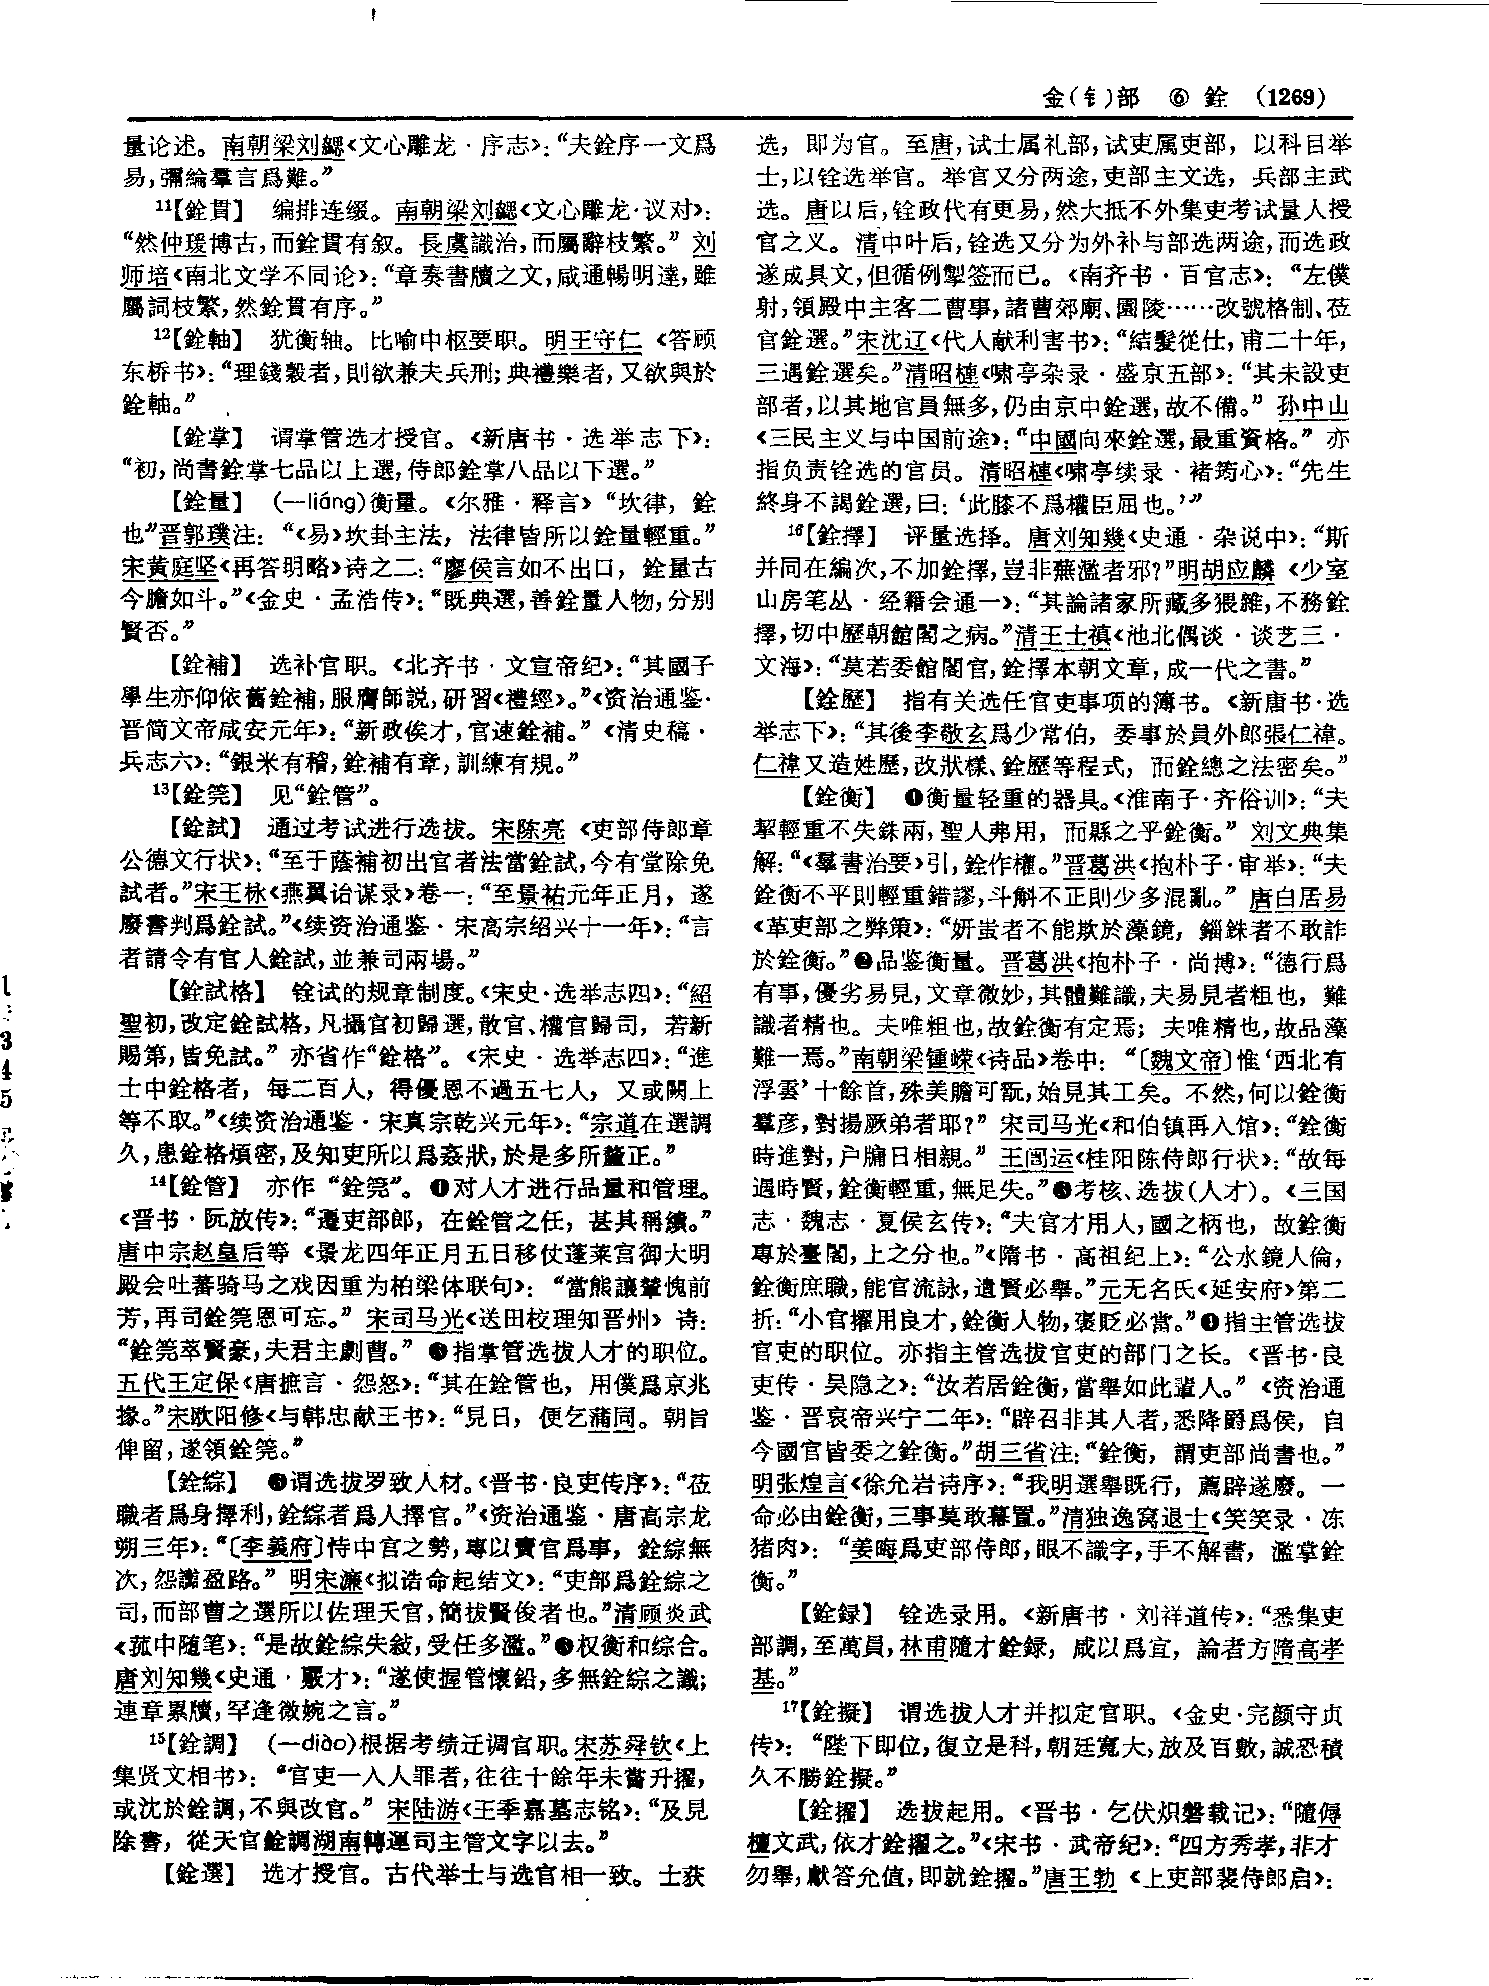 金(钅)部　⑥ 銓　(1269)
量论述。南朝梁刘勰《文心雕龙·序志》：“夫銓序一文爲
易，彌綸羣言爲難。”
11【銓貫】　编排连缀。南朝梁刘勰《文心雕龙·议对》：
“然仲瑗博古，而銓貫有叙。長虞識治，而屬辭枝繁。”刘
师培《南北文学不同论》：“章奏書牘之文，咸通暢明達，雖
屬詞枝繁，然銓貫有序。”
12【銓軸】　犹衡轴。比喻中枢要职。明王守仁《答顾
东桥书》：“理錢穀者，則欲兼夫兵刑；典禮樂者，又欲與於
銓軸。”
【銓掌】　谓掌管选才授官。《新唐书·选举志下》：
“初，尚書銓掌七品以上選，侍郎銓掌八品以下選。”
【銓量】　(—liáng)衡量。《尔雅·释言》“坎律，銓
也”晋郭璞注：“《易》坎卦主法，法律皆所以銓量輕重。”
宋黄庭坚《再答明略》诗之二：“廖侯言如不出口，銓量古
今膽如斗。”《金史·孟浩传》：“既典選，善銓量人物，分别
賢否。”
【銓補】　选补官职。《北齐书·文宣帝纪》：“其國子
學生亦仰依舊銓補，服膺師説，研習《禮經》。”《资治通鉴·
晋简文帝咸安元年》：“新政俟才，官速銓補。”《清史稿·
兵志六》：“銀米有稽，銓補有章，訓練有規。”
13【銓筦】　见“銓管”。
【銓試】　通过考试进行选拔。宋陈亮《吏部侍郎章
公德文行状》：“至于蔭補初出官者法當銓試，今有堂除免
試者。”宋王栐《燕翼诒谋录》卷一：“至景祐元年正月，遂
廢書判爲銓試。”《续资治通鉴·宋高宗绍兴十一年》：“言
者請令有官人銓試，並兼司兩場。”
【銓試格】　铨试的规章制度。《宋史·选举志四》：“紹
聖初，改定銓試格，凡攝官初歸選，散官、權官歸司，若新
賜第，皆免試。”亦省作“銓格”。《宋史·选举志四》：“進
士中銓格者，每二百人，得優恩不過五七人，又或闕上
等不取。”《续资治通鉴·宋真宗乾兴元年》：“宗道在選調
久，患銓格煩密，及知吏所以爲姦狀，於是多所釐正。”
14【銓管】　亦作“銓筦”。❶对人才进行品量和管理。
《晋书·阮放传》：“遷吏部郎，在銓管之任，甚其稱績。”
唐中宗赵皇后等《景龙四年正月五日移仗蓬莱宫御大明
殿会吐蕃骑马之戏因重为柏梁体联句》：“當熊讓輦愧前
芳，再司銓筦恩可忘。”宋司马光《送田校理知晋州》诗：
“銓筦萃賢豪，夫君主劇曹。”❷指掌管选拔人才的职位。
五代王定保《唐摭言·怨怒》：“其在銓管也，用僕爲京兆
掾。”宋欧阳修《与韩忠献王书》：“見日，便乞蒲同。朝旨
俾留，遂領銓筦。”
【銓綜】　❶谓选拔罗致人材。《晋书·良吏传序》：“莅
職者爲身擇利，銓綜者爲人擇官。”《资治通鉴·唐高宗龙
朔三年》：“〔李義府〕恃中宫之勢，專以賣官爲事，銓綜無
次，怨讟盈路。”明宋濂《拟诰命起结文》：“吏部爲銓綜之
司，而部曹之選所以佐理天官，簡拔賢俊者也。”清顾炎武
《菰中随笔》：“是故銓綜失敍，受任多濫。”❷权衡和综合。
唐刘知幾《史通·覈才》：“遂使握管懷鉛，多無銓綜之識；
連章累牘，罕逢微婉之言。”
15【銓調】　(—diào)根据考绩迁调官职。宋苏舜钦《上
集贤文相书》：“官吏一入人罪者，往往十餘年未嘗升擢，
或沈於銓調，不與改官。”宋陆游《王季嘉墓志铭》：“及見
除書，從天官銓調湖南轉運司主管文字以去。”
【銓選】　选才授官。古代举士与选官相一致。士获
选，即为官。至唐，试士属礼部，试吏属吏部，以科目举
士，以铨选举官。举官又分两途，吏部主文选，兵部主武
选。唐以后，铨政代有更易，然大抵不外集吏考试量人授
官之义。清中叶后，铨选又分为外补与部选两途，而选政
遂成具文，但循例掣签而已。《南齐书·百官志》：“左僕
射，領殿中主客二曹事，諸曹郊廟、園陵……改號格制、莅
官銓選。”宋沈辽《代人献利害书》：“結髮從仕，甫二十年，
三遇銓選矣。”清昭槤《啸亭杂录·盛京五部》：“其未設吏
部者，以其地官員無多，仍由京中銓選，故不備。”孙中山
《三民主义与中国前途》：“中國向來銓選，最重資格。”亦
指负责铨选的官员。清昭槤《啸亭续录·褚筠心》：“先生
終身不謁銓選，曰：‘此膝不爲權臣屈也。’”
16【銓擇】　评量选择。唐刘知幾《史通·杂说中》：“斯
并同在編次，不加銓擇，豈非蕪濫者邪？”明胡应麟《少室
山房笔丛·经籍会通一》：“其論諸家所藏多猥雜，不務銓
擇，切中歷朝館閣之病。”清王士禛《池北偶谈·谈艺三·
文海》：“莫若委館閣官，銓擇本朝文章，成一代之書。”
【銓歷】　指有关选任官吏事项的簿书。《新唐书·选
举志下》：“其後李敬玄爲少常伯，委事於員外郎張仁禕。
仁禕又造姓歷，改狀樣、銓歷等程式，而銓總之法密矣。”
【銓衡】　❶衡量轻重的器具。《淮南子·齐俗训》：“夫
挈輕重不失銖兩，聖人弗用，而縣之乎銓衡。”刘文典集
解：“《羣書治要》引，銓作權。”晋葛洪《抱朴子·审举》：“夫
銓衡不平則輕重錯謬，斗斛不正則少多混亂。”唐白居易
《革吏部之弊策》：“妍蚩者不能欺於藻鏡，錙銖者不敢詐
於銓衡。”❷品鉴衡量。晋葛洪《抱朴子·尚博》：“德行爲
有事，優劣易見，文章微妙，其體難識，夫易見者粗也，難
識者精也。夫唯粗也，故銓衡有定焉；夫唯精也，故品藻
難一焉。”南朝梁锺嵘《诗品》卷中：“〔魏文帝〕惟‘西北有
浮雲’十餘首，殊美贍可翫，始見其工矣。不然，何以銓衡
羣彦，對揚厥弟者耶？”宋司马光《和伯镇再入馆》：“銓衡
時進對，户牖日相親。”王闿运《桂阳陈侍郎行状》：“故每
遇時賢，銓衡輕重，無足失。”❸考核、选拔（人才）。《三国
志·魏志·夏侯玄传》：“夫官才用人，國之柄也，故銓衡
專於臺閣，上之分也。”《隋书·高祖纪上》：“公水鏡人倫，
銓衡庶職，能官流詠，遺賢必舉。”元无名氏《延安府》第二
折：“小官擢用良才，銓衡人物，褒貶必當。”❹指主管选拔
官吏的职位。亦指主管选拔官吏的部门之长。《晋书·良
吏传·吴隐之》：“汝若居銓衡，當舉如此輩人。”《资治通
鉴·晋哀帝兴宁二年》：“辟召非其人者，悉降爵爲侯，自
今國官皆委之銓衡。”胡三省注：“銓衡，謂吏部尚書也。”
明张煌言《徐允岩诗序》：“我明選舉既行，薦辟遂廢。一
命必由銓衡，三事莫敢幕置。”清独逸窝退士《笑笑录·冻
猪肉》：“姜晦爲吏部侍郎，眼不識字，手不解書，濫掌銓
衡。”
【銓録】　铨选录用。《新唐书·刘祥道传》：“悉集吏
部調，至萬員，林甫隨才銓録，咸以爲宜，論者方隋高孝
基。”
17【銓擬】　谓选拔人才并拟定官职。《金史·完颜守贞
传》：“陛下即位，復立是科，朝廷寬大，放及百數，誠恐積
久不勝銓擬。”
【銓擢】　选拔起用。《晋书·乞伏炽磐载记》：“隨傉
檀文武，依才銓擢之。”《宋书·武帝纪》：“四方秀孝，非才
勿舉，獻答允值，即就銓擢。”唐王勃《上吏部裴侍郎启》：